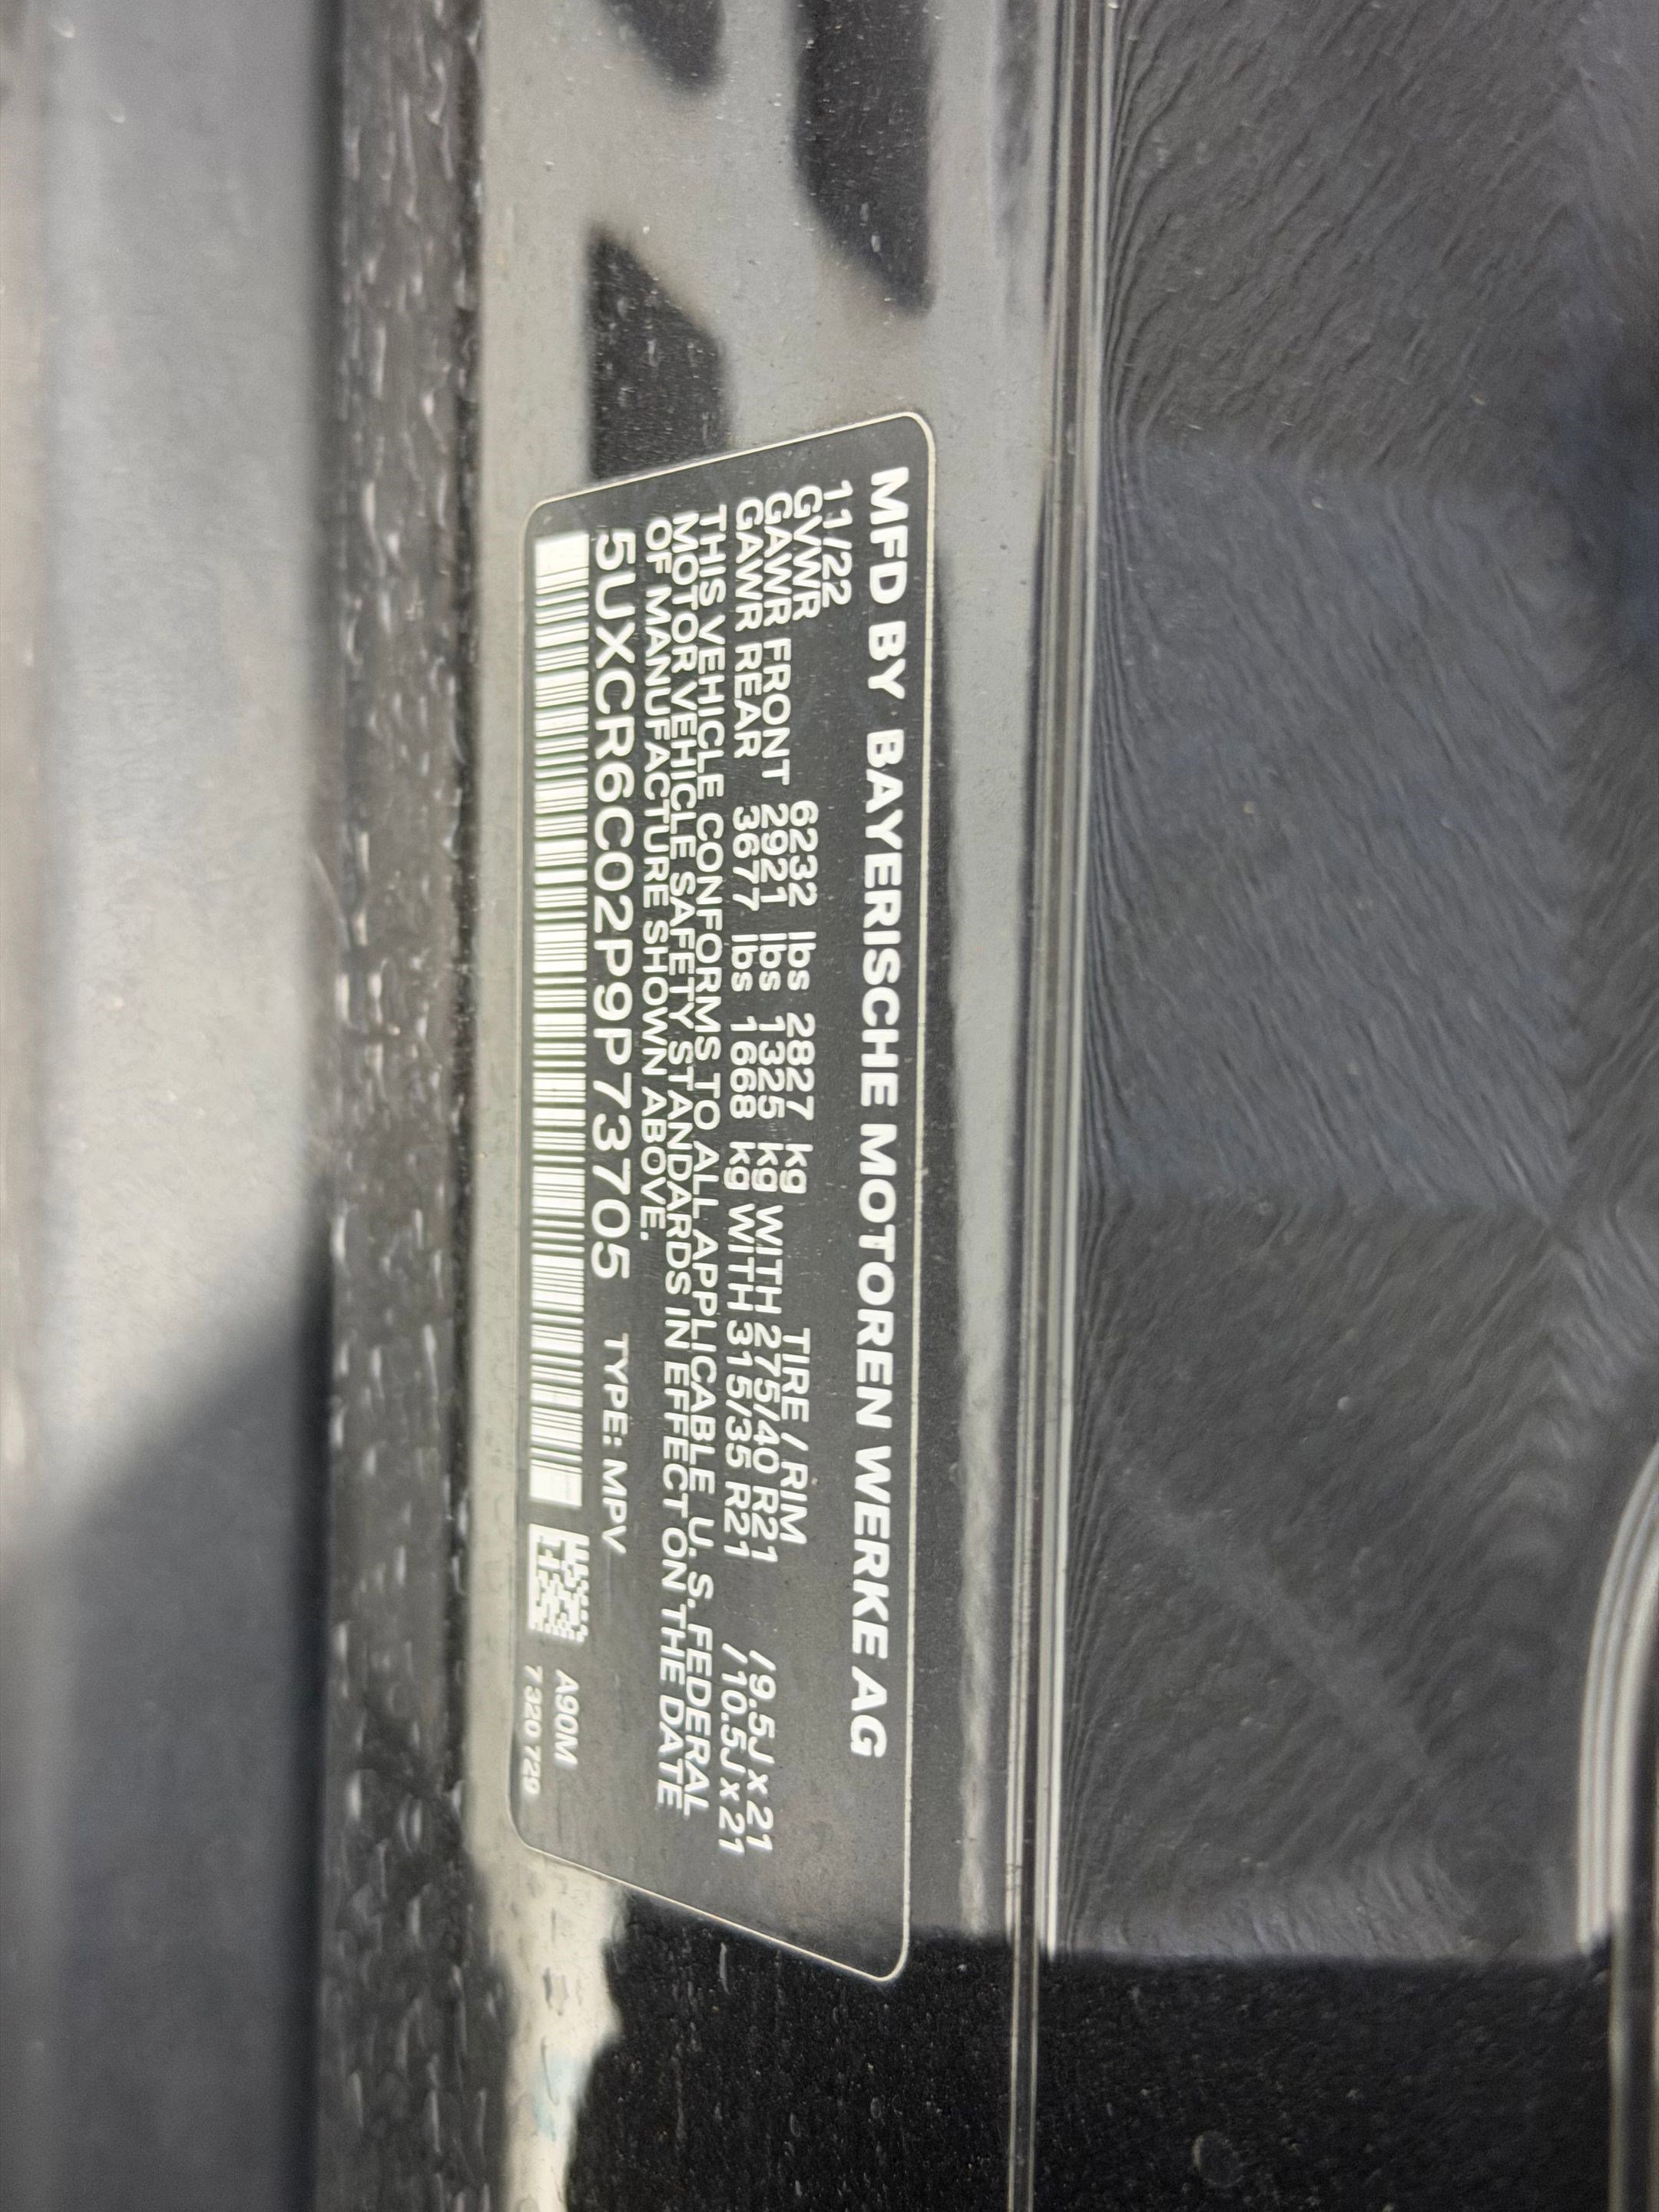 MFD BY BAYERISCHE MOTOREN WERKE AG
11/22
GVWR 6232 lbs 2827 kg TIRE / RIM
GAWR FRONT 2921 lbs 1325 kg WITH 275/40 R21 /9.5J x 21
GAWR REAR 3677 lbs 1668 kg WITH 315/35 R21 /10.5J x 21
THIS VEHICLE CONFORMS TO ALL APPLICABLE U. S. FEDERAL
MOTOR VEHICLE SAFETY STANDARDS IN EFFECT ON THE DATE
OF MANUFACTURE SHOWN ABOVE.
5UXCR6C02P9P73705 TYPE: MPV
A90M
7 320 729